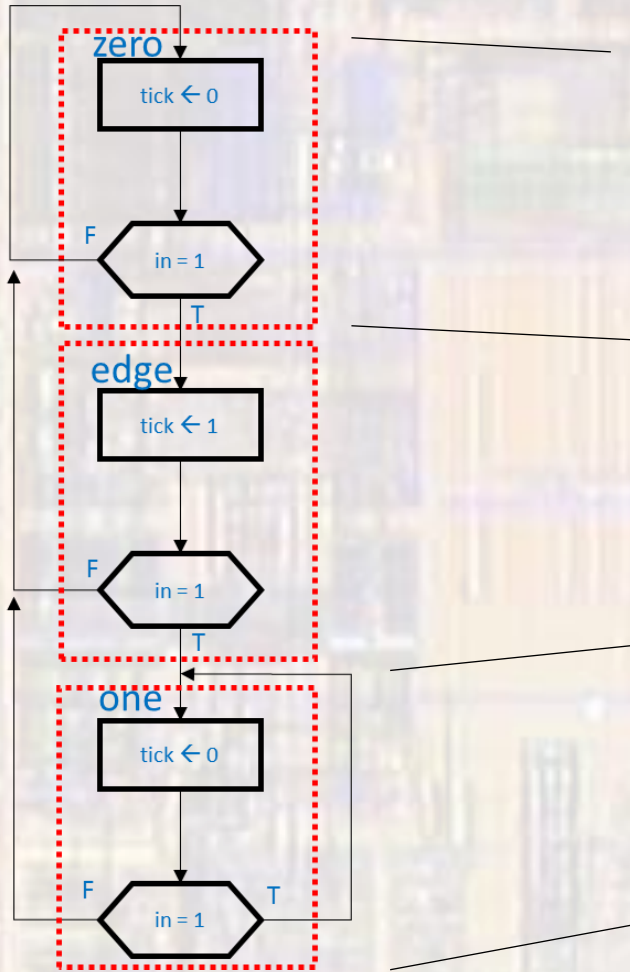 zero
tick ← 0
F
in = 1
T
edge
tick ← 1
F
in = 1
T
one
tick ← 0
F
T
in = 1